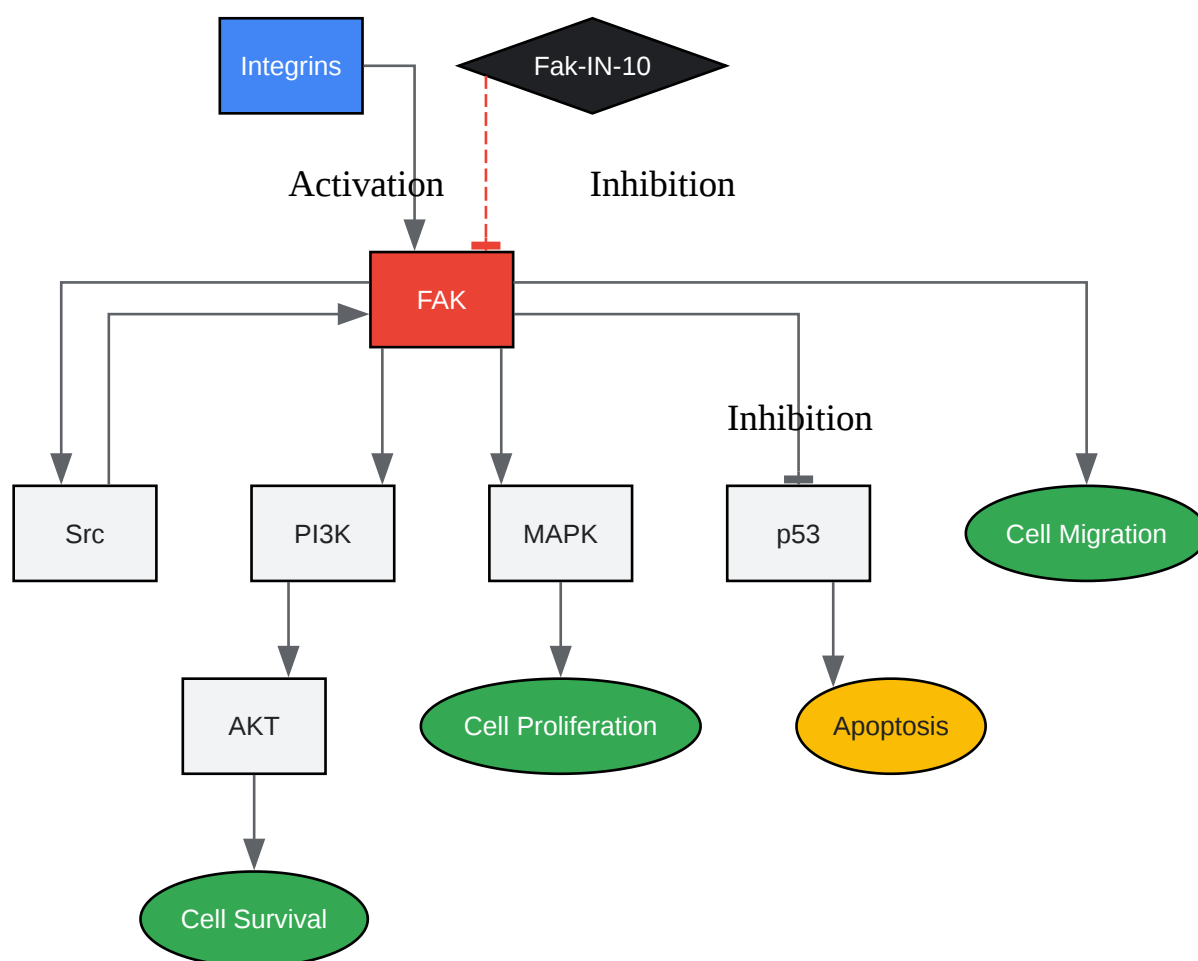 Integrins
Fak-IN-10
Activation
Inhibition
FAK
Inhibition
Src
PI3K
MAPK
p53
Cell Migration
AKT
Cell Proliferation
Apoptosis
Cell Survival